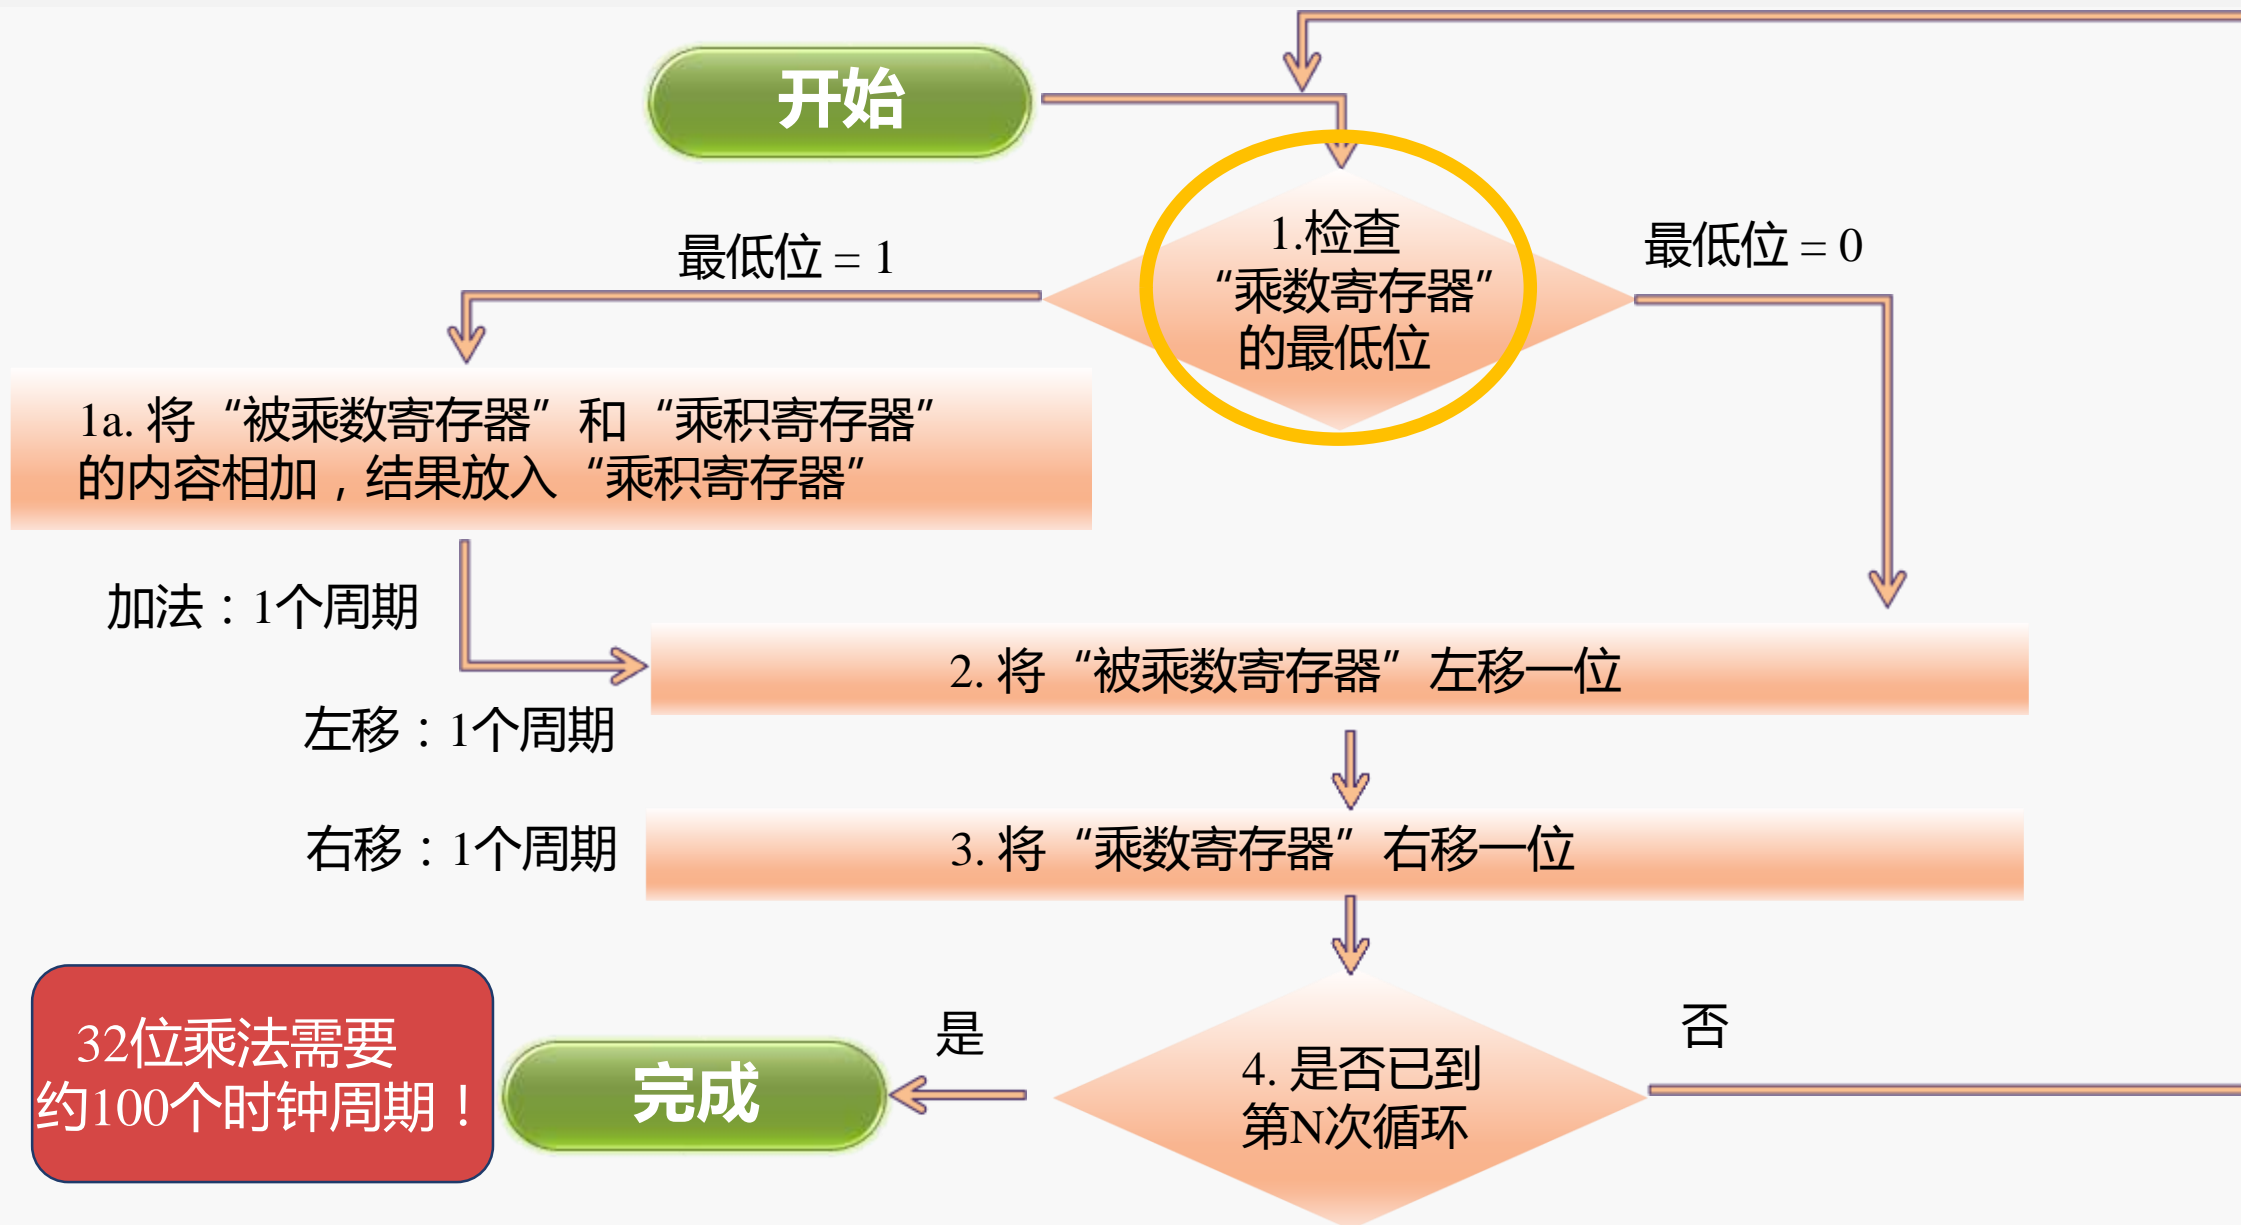 开始
1.检查
“乘数寄存器”
的最低位
最低位 = 1
最低位 = 0
1a. 将“被乘数寄存器”和“乘积寄存器”
的内容相加，结果放入“乘积寄存器”
加法：1个周期
2. 将“被乘数寄存器”左移一位
左移：1个周期
右移：1个周期
3. 将“乘数寄存器”右移一位
32位乘法需要
约100个时钟周期！
完成
是
4. 是否已到
第N次循环
否